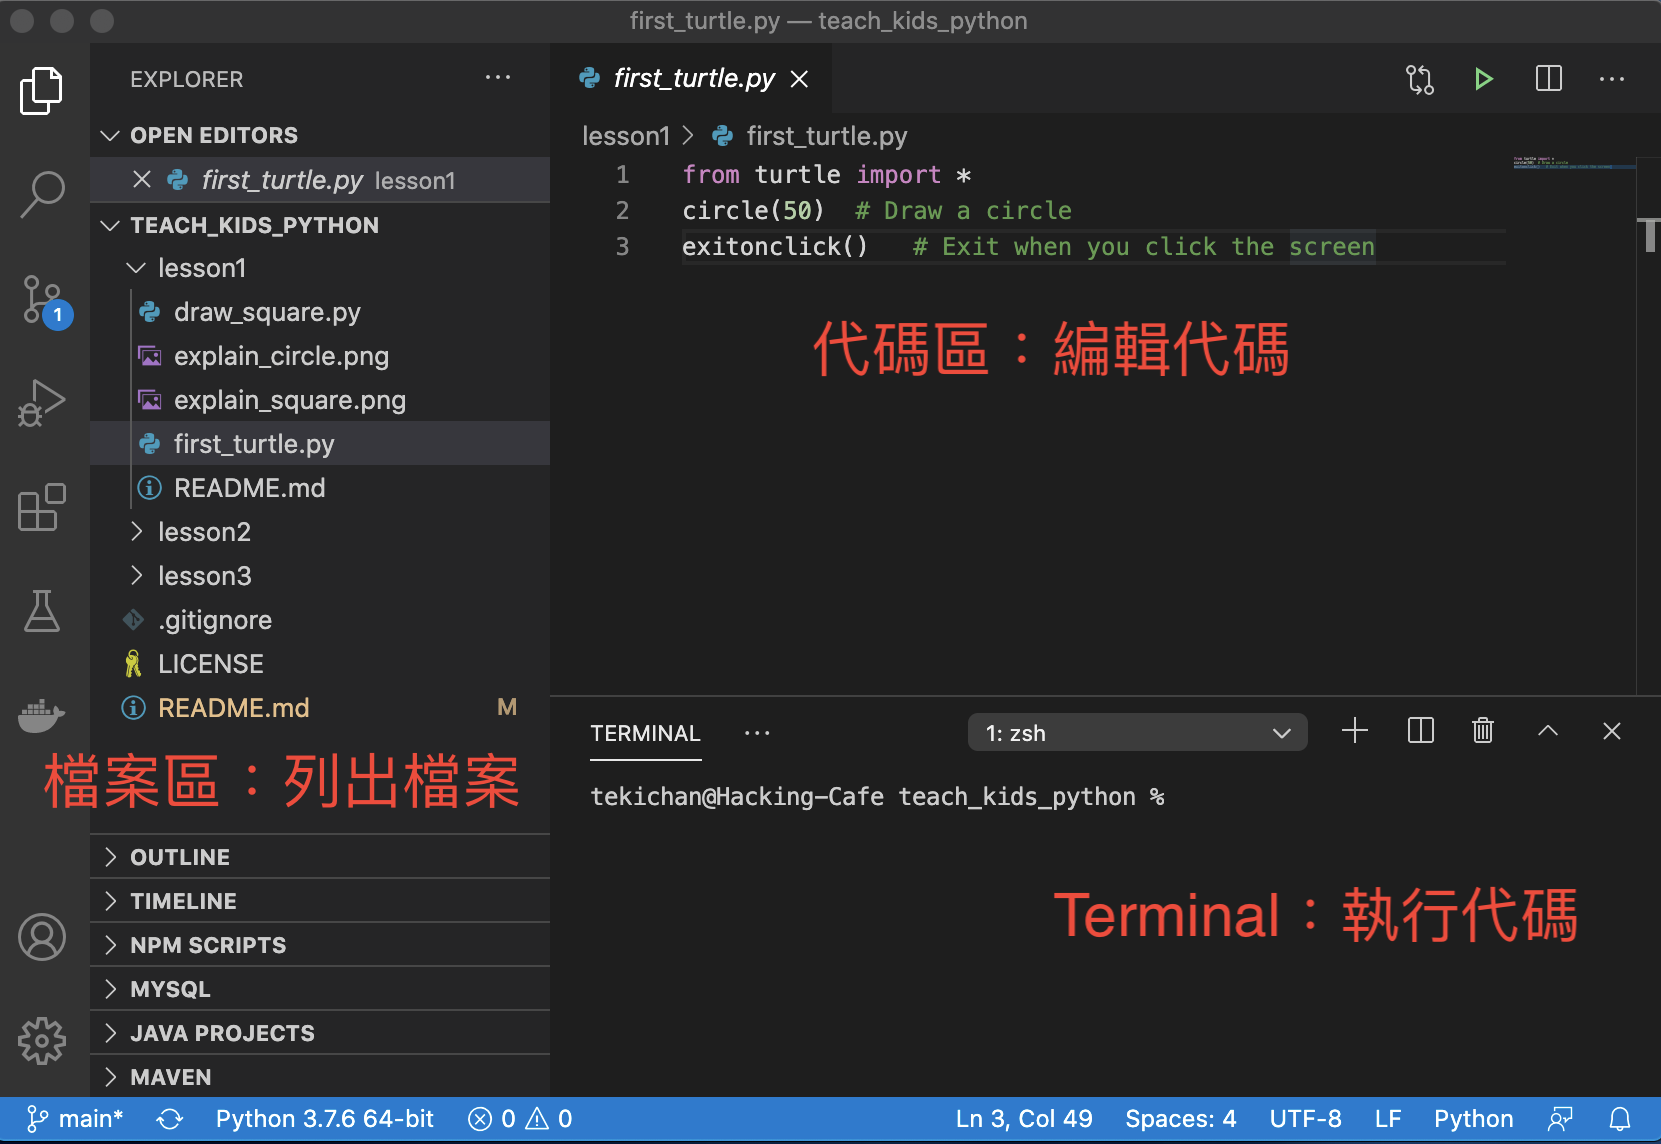 first_turtle.py — teach_kids_python
EXPLORER
OPEN EDITORS
first_turtle.py lesson1
TEACH_KIDS_PYTHON
lesson1
draw_square.py
explain_circle.png
explain_square.png
first_turtle.py
README.md
lesson2
lesson3
.gitignore
LICENSE
README.md M
檔案區：列出檔案
OUTLINE
TIMELINE
NPM SCRIPTS
MYSQL
JAVA PROJECTS
MAVEN
1
first_turtle.py
lesson1 > first_turtle.py
1 from turtle import *
2 circle(50)  # Draw a circle
3 exitonclick()   # Exit when you click the screen
代碼區：編輯代碼
TERMINAL
1: zsh
tekichan@Hacking-Cafe teach_kids_python %
Terminal：執行代碼
main* Python 3.7.6 64-bit 0 0 Ln 3, Col 49 Spaces: 4 UTF-8 LF Python